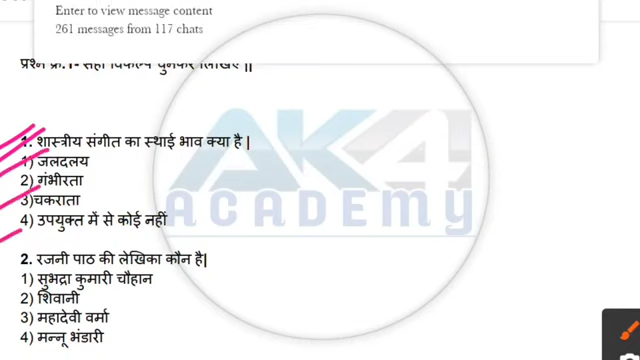 Enter to view message content
261 messages from 117 chats
प्रश्न क्र.1- सही विकल्प चुनकर लिखिए ||
1. शास्त्रीय संगीत का स्थाई भाव क्या है |
1) जलदलय
2) गंभीरता
3)चकराता
4) उपयुक्त में से कोई नहीं
AK4
ACADEMY
2. रजनी पाठ की लेखिका कौन है|
1) सुभद्रा कुमारी चौहान
2) शिवानी
3) महादेवी वर्मा
4) मन्नू भंडारी